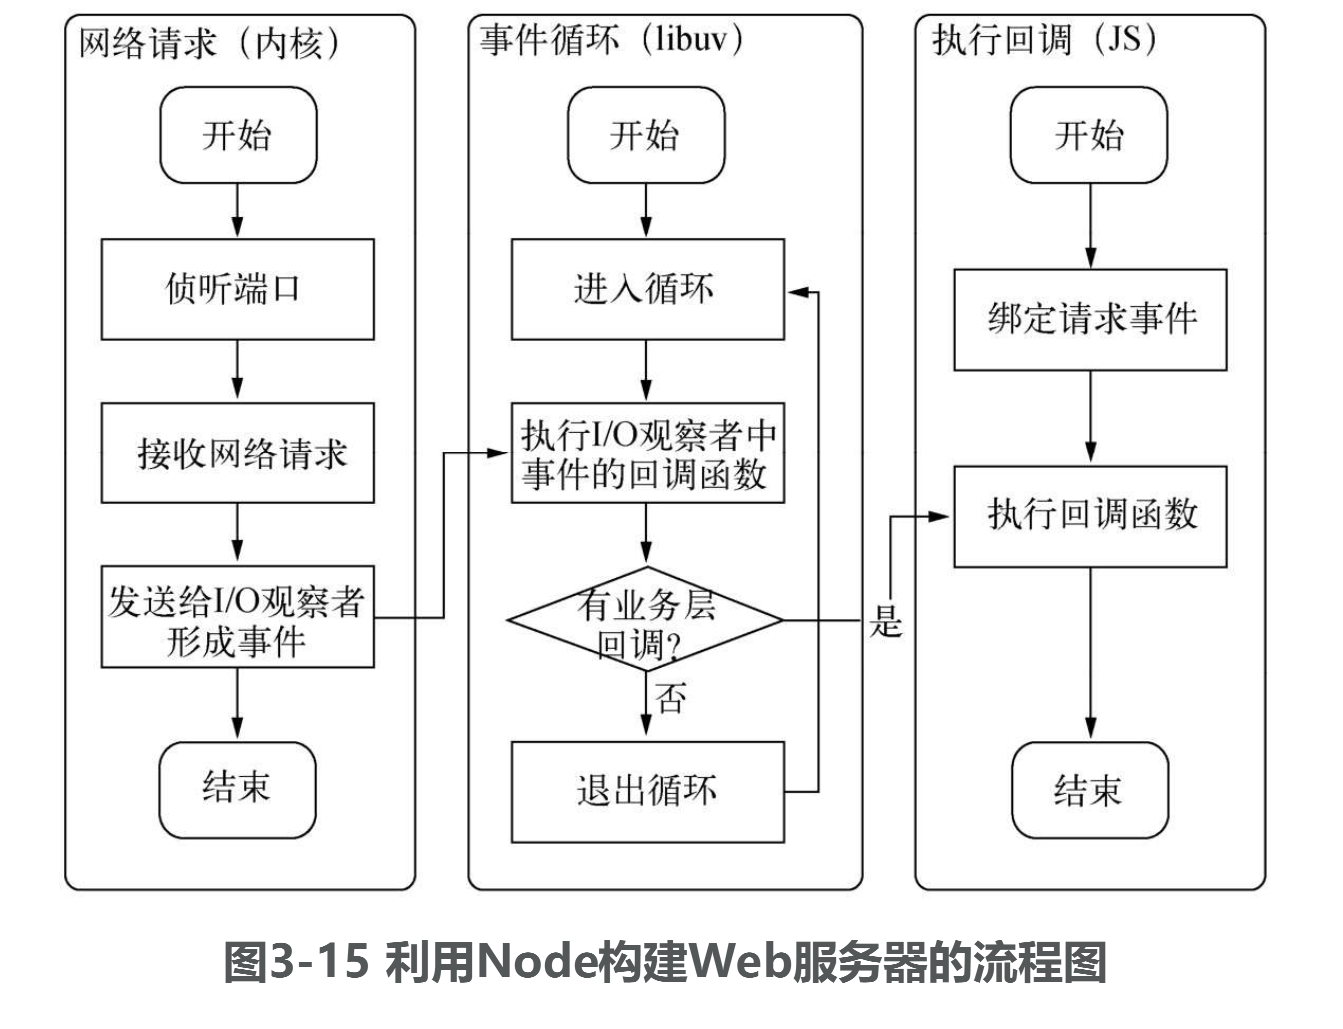 网络请求（内核）
开始
侦听端口
接收网络请求
发送给I/O观察者
形成事件
结束
事件循环（libuv）
开始
进入循环
执行I/O观察者中
事件的回调函数
有业务层
回调？
是
否
退出循环
执行回调（JS）
开始
绑定请求事件
执行回调函数
结束
图3-15 利用Node构建Web服务器的流程图